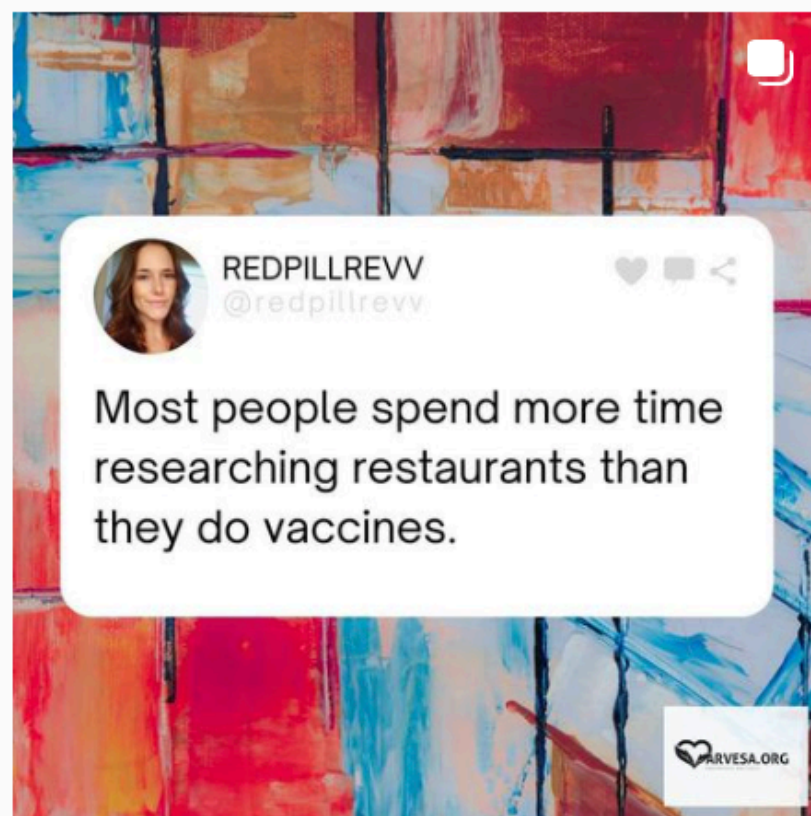 REDPILLREVV
@redpillrevv
Most people spend more time
researching restaurants than
they do vaccines.
ARVESA.ORG